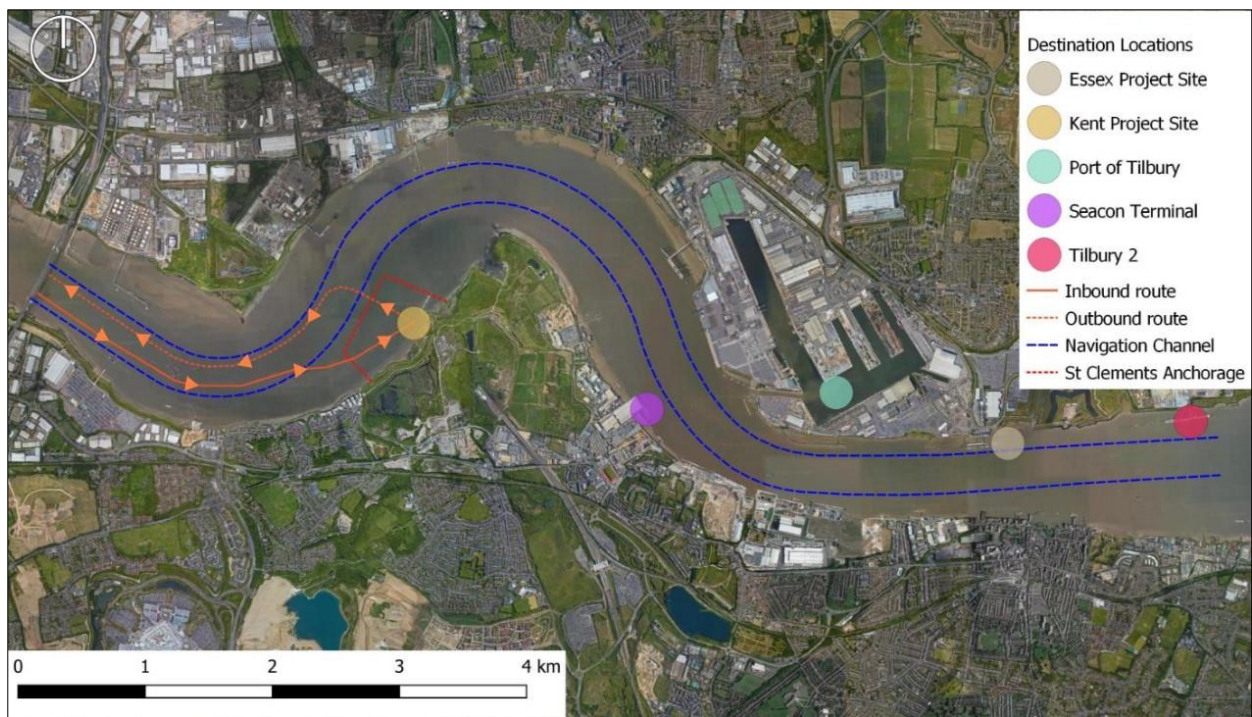 Destination Locations
Essex Project Site
Kent Project Site
Port of Tilbury
Seacon Terminal
Tilbury 2
Inbound route
Outbound route
Navigation Channel
St Clements Anchorage
0 1 2 3 4 km